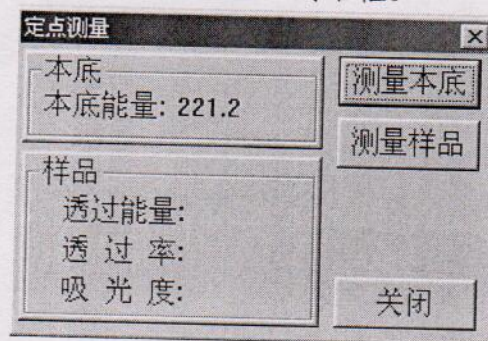 定点测量
本底
本底能量: 221.2
测量本底
测量样品
样品
透过能量:
透 过 率:
吸 光 度:
关闭